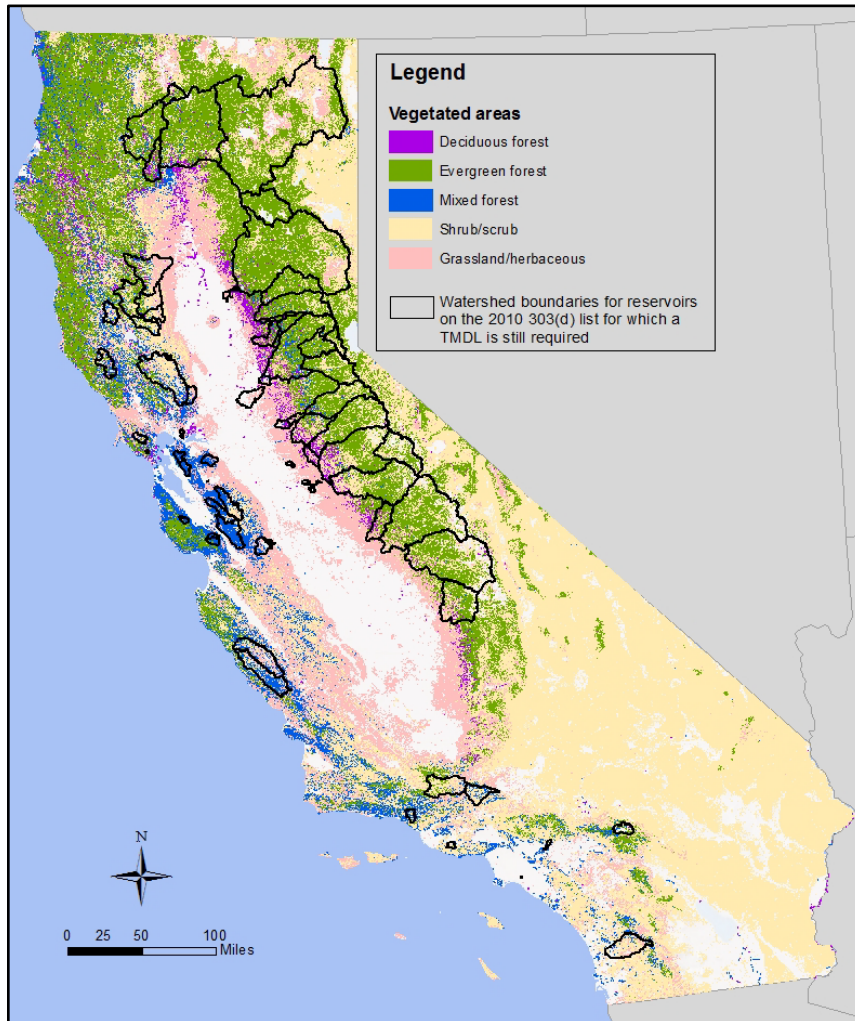 Legend
Vegetated areas
Deciduous forest
Evergreen forest
Mixed forest
Shrub/scrub
Grassland/herbaceous
Watershed boundaries for reservoirs
on the 2010 303(d) list for which a
TMDL is still required
N
0 25 50 100
Miles